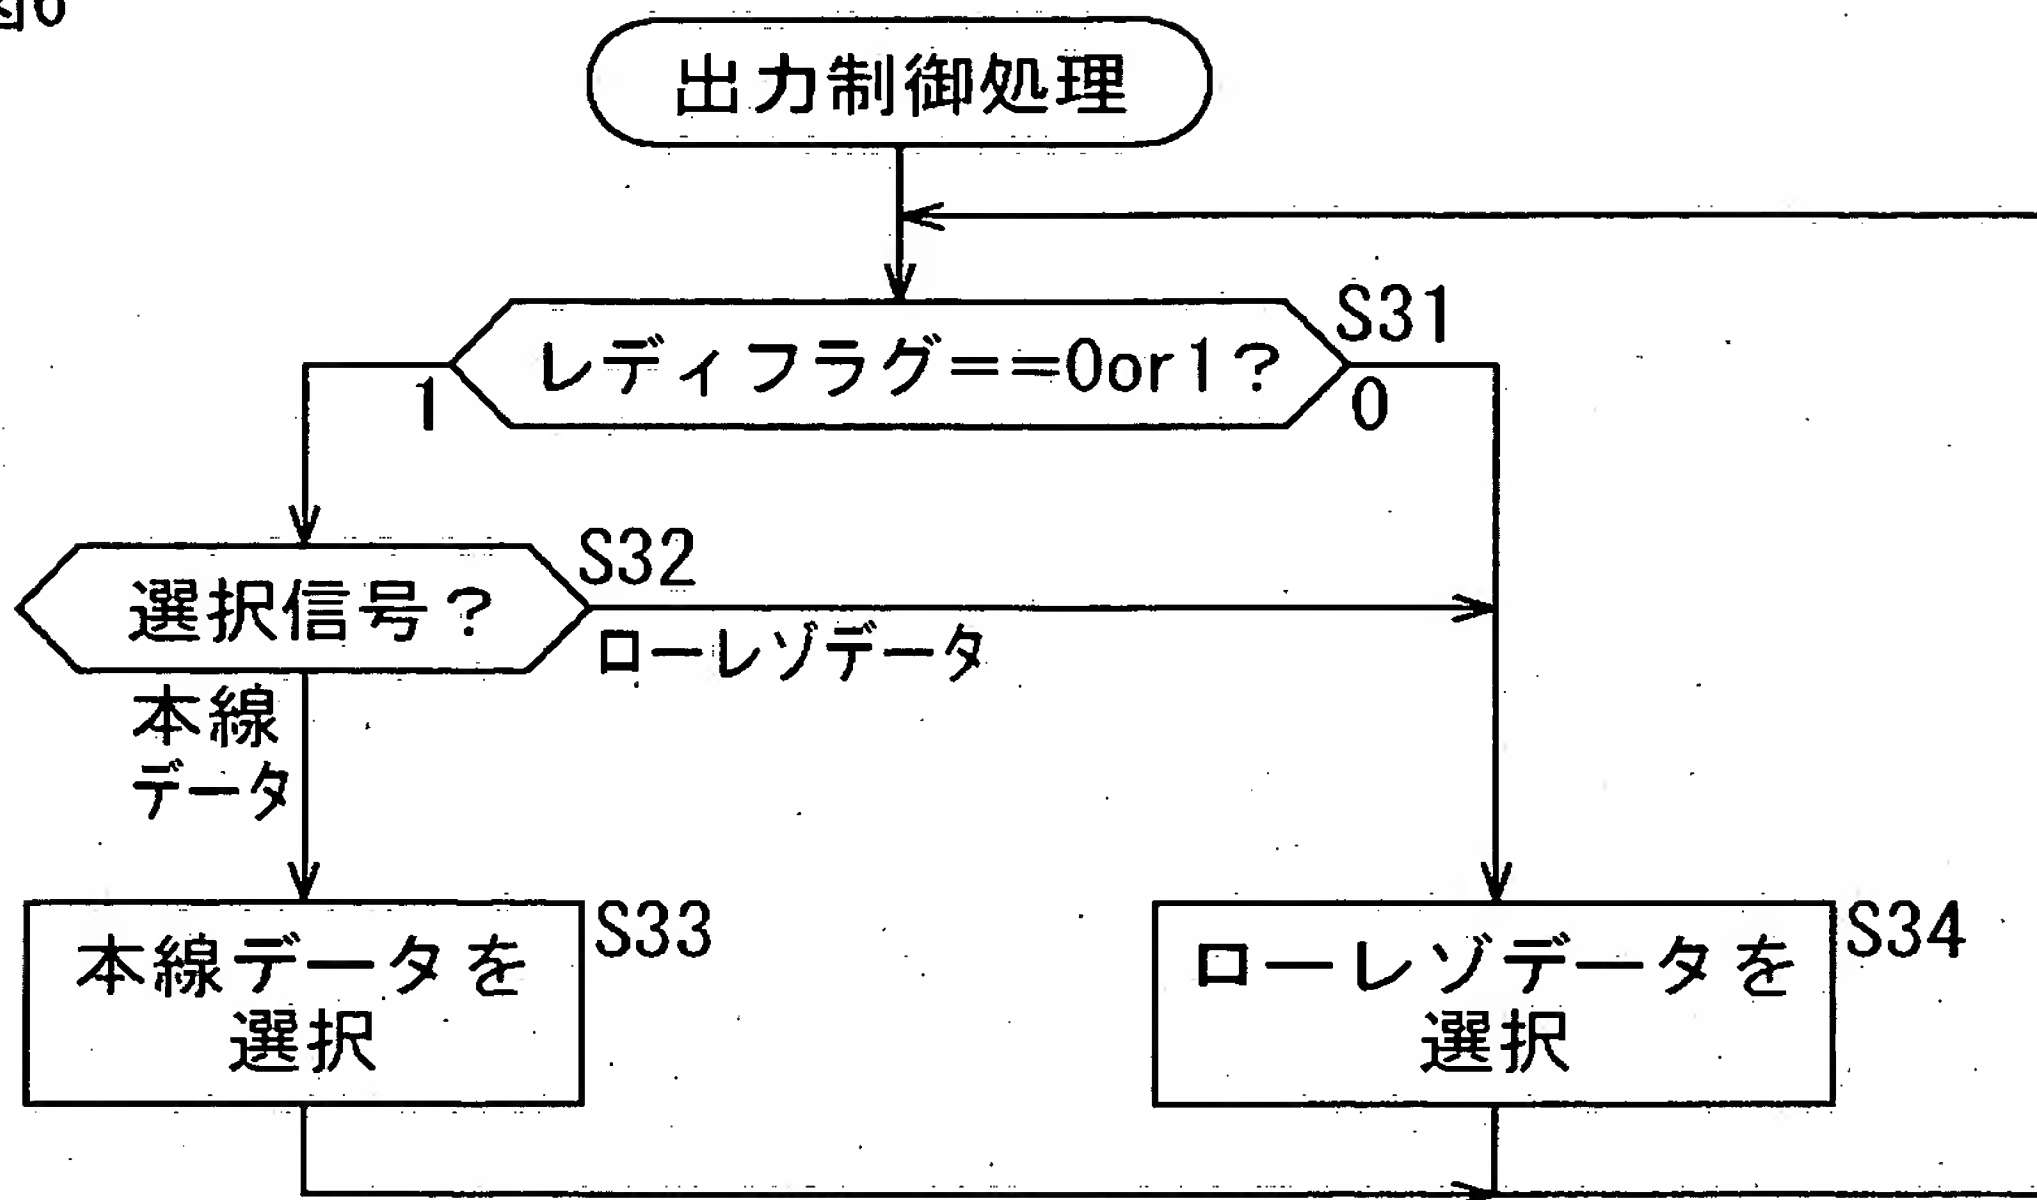 図6
出力制御処理
レディフラグ==0or1?
S31
1
0
選択信号?
S32
ローレゾデータ
本線
データ
本線データを
選択
S33
ローレゾデータを
選択
S34